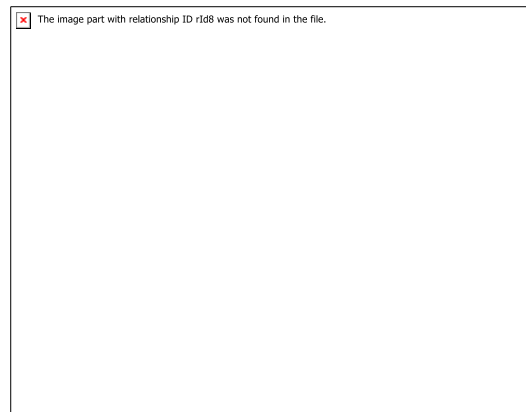 The image part with relationship ID rId8 was not found in the file.